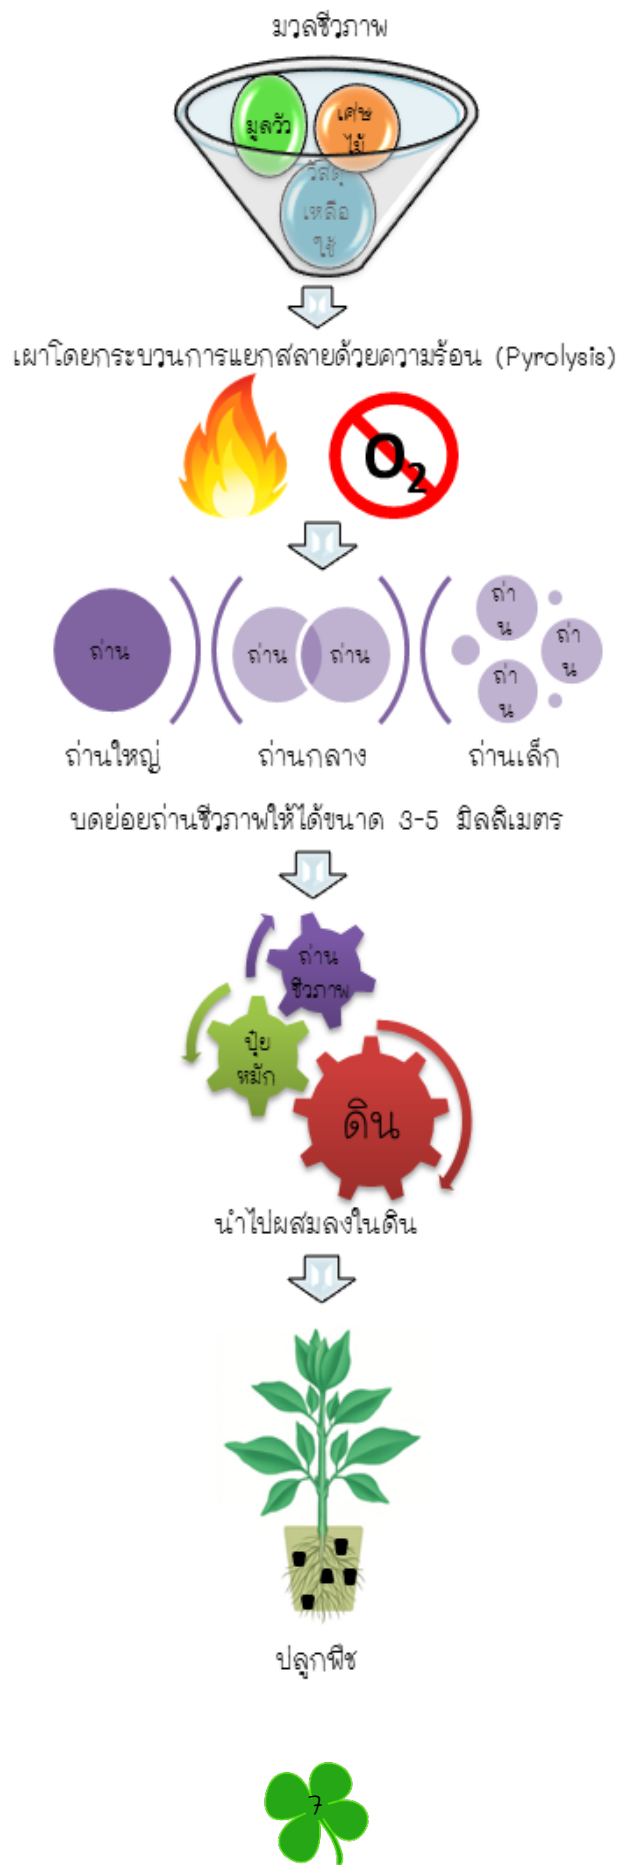 มวลชีวภาพ
มูลวัว
เศษ
ไม้
วัสดุ
เหลือ
ใช้
เผาโดยกระบวนการแยกสลายด้วยความร้อน (Pyrolysis)
O2
ถ่าน
ถ่าน
ถ่าน
ถ่า
น
ถ่า
น
ถ่า
น
ถ่านใหญ่
ถ่านกลาง
ถ่านเล็ก
บดย่อยถ่านชีวภาพให้ได้ขนาด 3-5 มิลลิเมตร
ถ่าน
ชีวภาพ
ปุ๋ย
หมัก
ดิน
นำไปผสมลงในดิน
ปลูกพืช
7